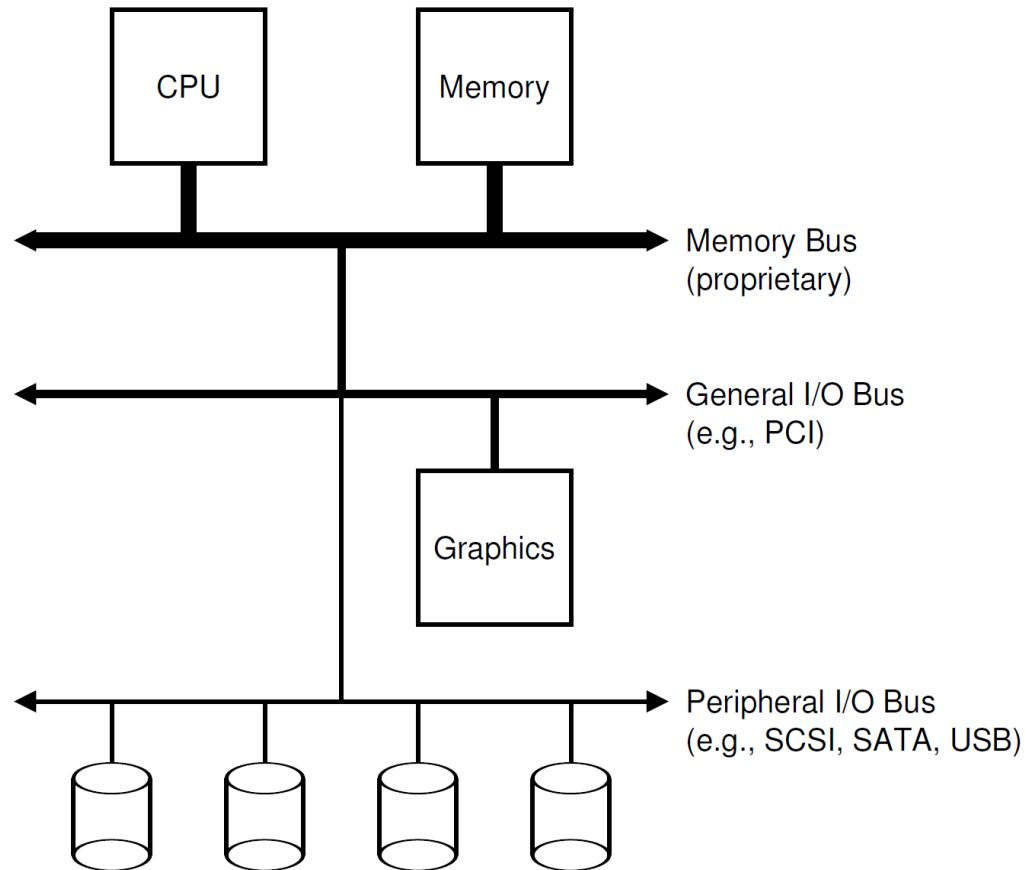 CPU
Memory
Memory Bus
(proprietary)
General I/O Bus
(e.g., PCI)
Graphics
Peripheral I/O Bus
(e.g., SCSI, SATA, USB)